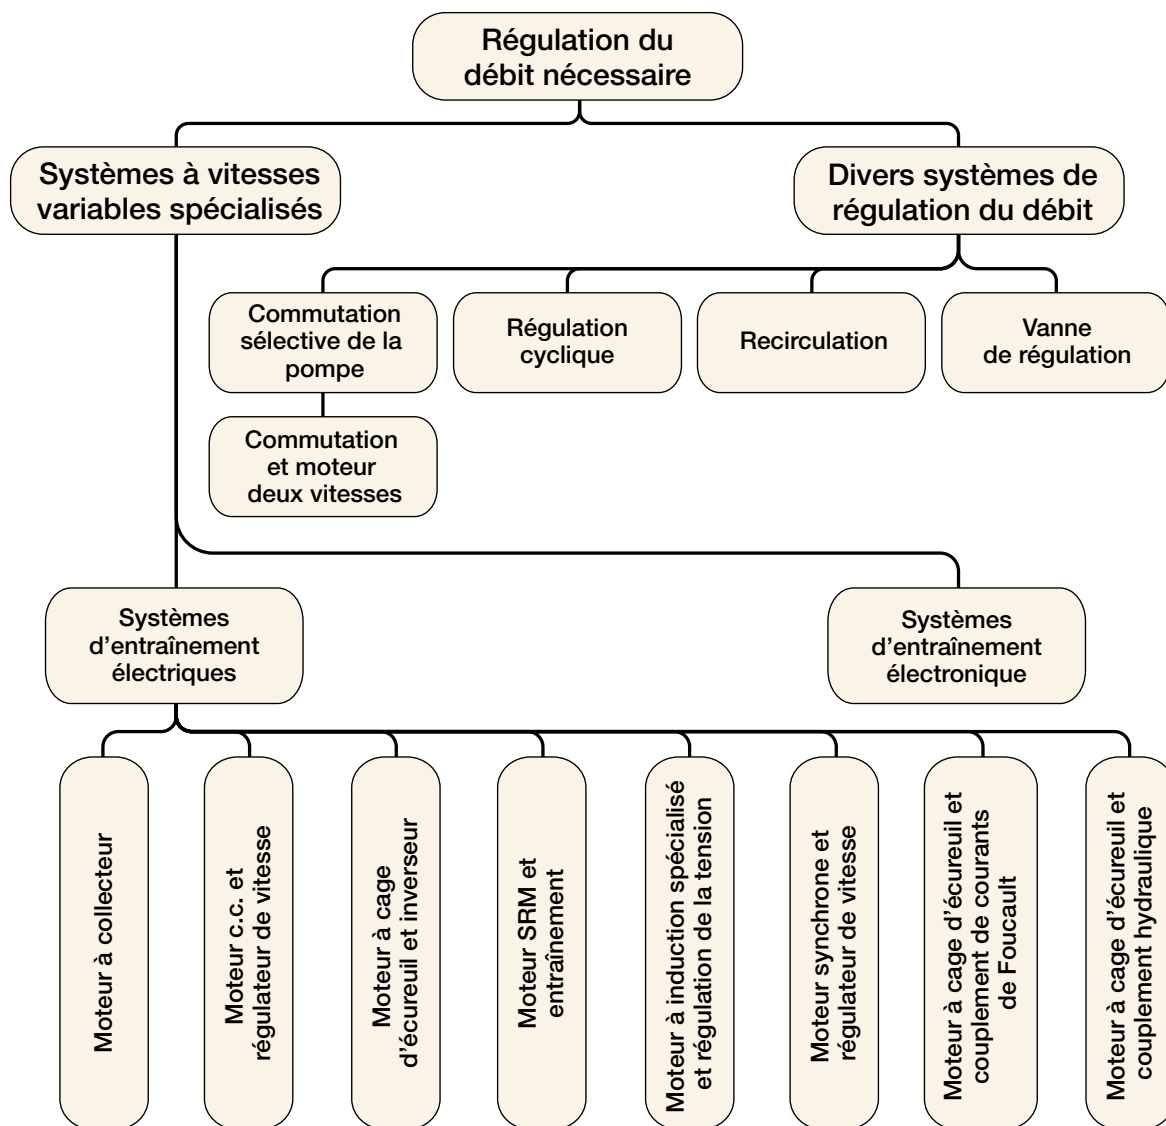 Régulation du
débit nécessaire
Systèmes à vitesses
variables spécialisés
Divers systèmes de
régulation du débit
Commutation
sélective de la
pompe
Régulation
cyclique
Recirculation
Vanne
de régulation
Commutation
et moteur
deux vitesses
Systèmes
d'entraînement
électriques
Systèmes
d'entraînement
électronique
Moteur à collecteur
Moteur c.c. et
régulateur de vitesse
Moteur à cage
d'écureuil et inverseur
Moteur SRM et
entraînement
Moteur à induction spécialisé
et régulation de la tension
Moteur synchrone et
régulateur de vitesse
Moteur à cage d'écureuil et
couplement de courants
de Foucault
Moteur à cage d'écureuil et
couplement hydraulique